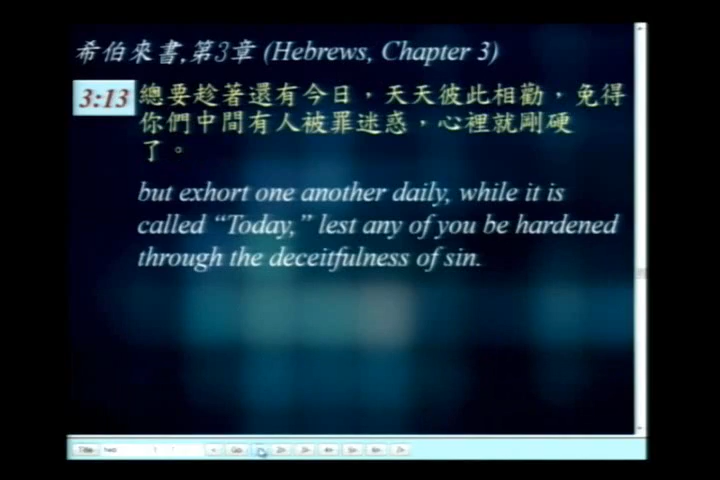 希伯來書,第3章 (Hebrews, Chapter 3)
3:13 總要趁著還有今日，天天彼此相勸，免得
你們中間有人被罪迷惑，心裡就剛硬
了。
but exhort one another daily, while it is
called “Today,” lest any of you be hardened
through the deceitfulness of sin.
Title